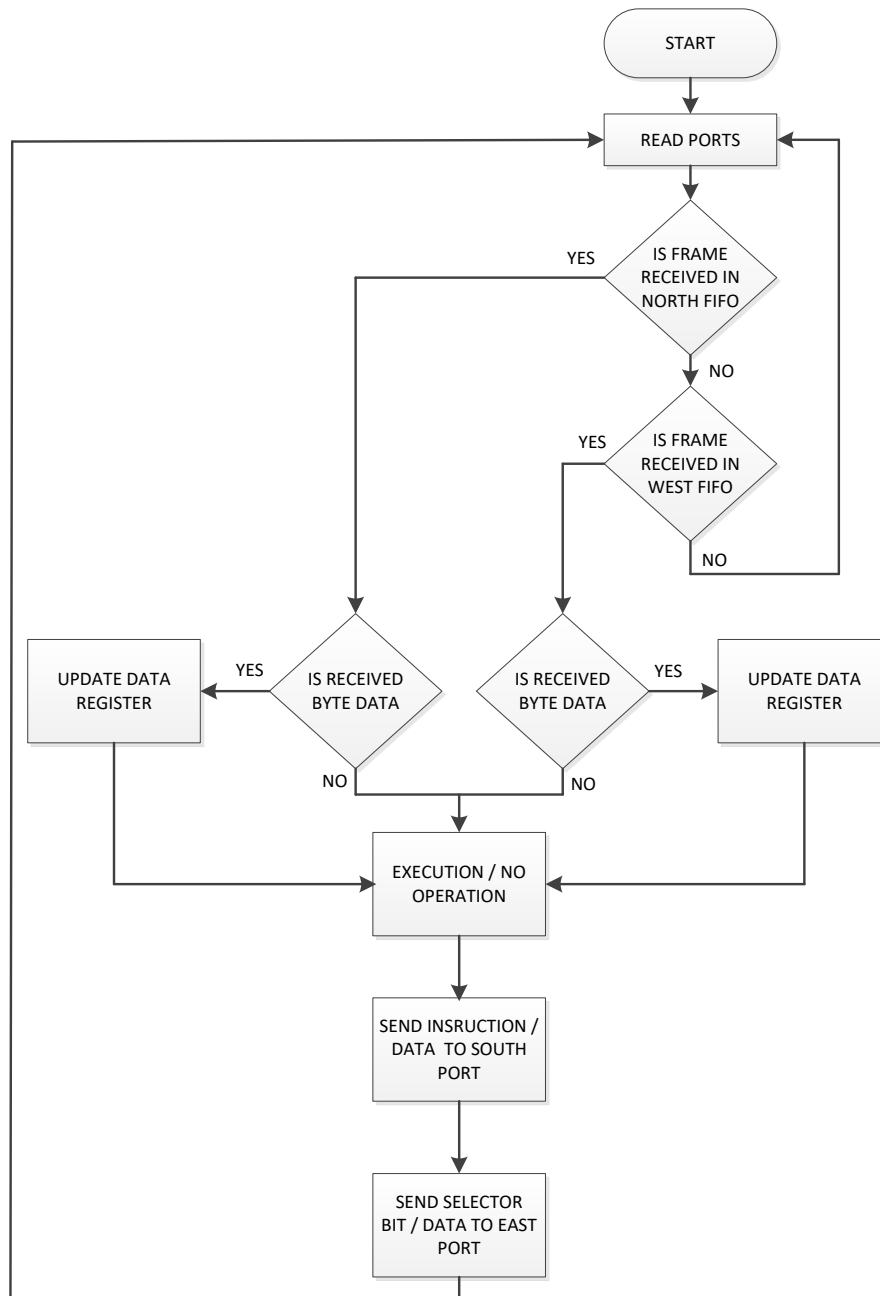 START
READ PORTS
YES
IS FRAME
RECEIVED IN
NORTH FIFO
NO
YES
IS FRAME
RECEIVED IN
WEST FIFO
NO
UPDATE DATA
REGISTER
YES
IS RECEIVED
BYTE DATA
IS RECEIVED
BYTE DATA
YES
UPDATE DATA
REGISTER
NO
NO
EXECUTION / NO
OPERATION
SEND INSRUCTION /
DATA TO SOUTH
PORT
SEND SELECTOR
BIT / DATA TO EAST
PORT